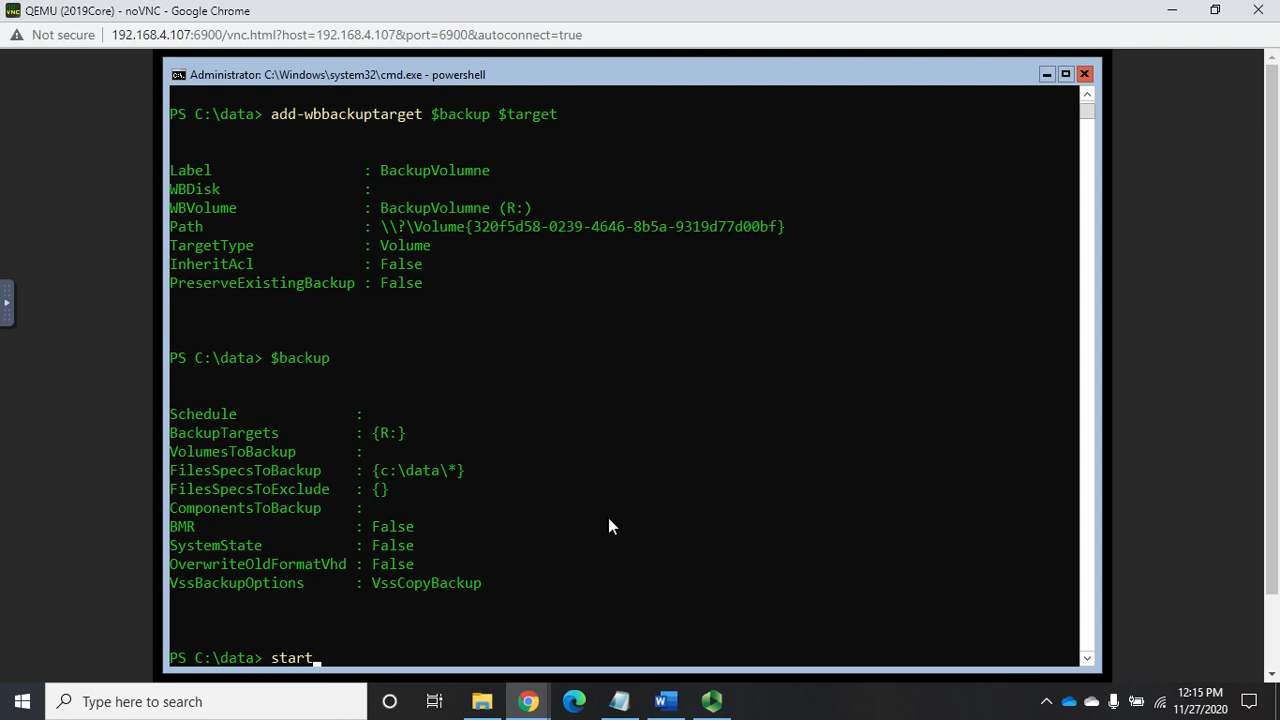 QEMU (2019Core) - noVNC - Google Chrome
Not secure
192.168.4.107:6900/vnc.html?host=192.168.4.107&port=6900&autoconnect=true
Administrator: C:\Windows\system32\cmd.exe - powershell
PS C:\data> add-wbbackuptarget $backup $target
Label : BackupVolumne
WBDisk :
WBVolume : BackupVolumne (R:)
Path : \\?\Volume{320f5d58-0239-4646-8b5a-9319d77d00bf}
TargetType : Volume
InheritAcl : False
PreserveExistingBackup : False
PS C:\data> $backup
Schedule :
BackupTargets : {R:}
VolumesToBackup :
FilesSpecsToBackup : {c:\data\*}
FilesSpecsToExclude : {}
ComponentsToBackup :
BMR : False
SystemState : False
OverwriteOldFormatVhd : False
VssBackupOptions : VssCopyBackup
PS C:\data> start
Type here to search
12:15 PM
11/27/2020